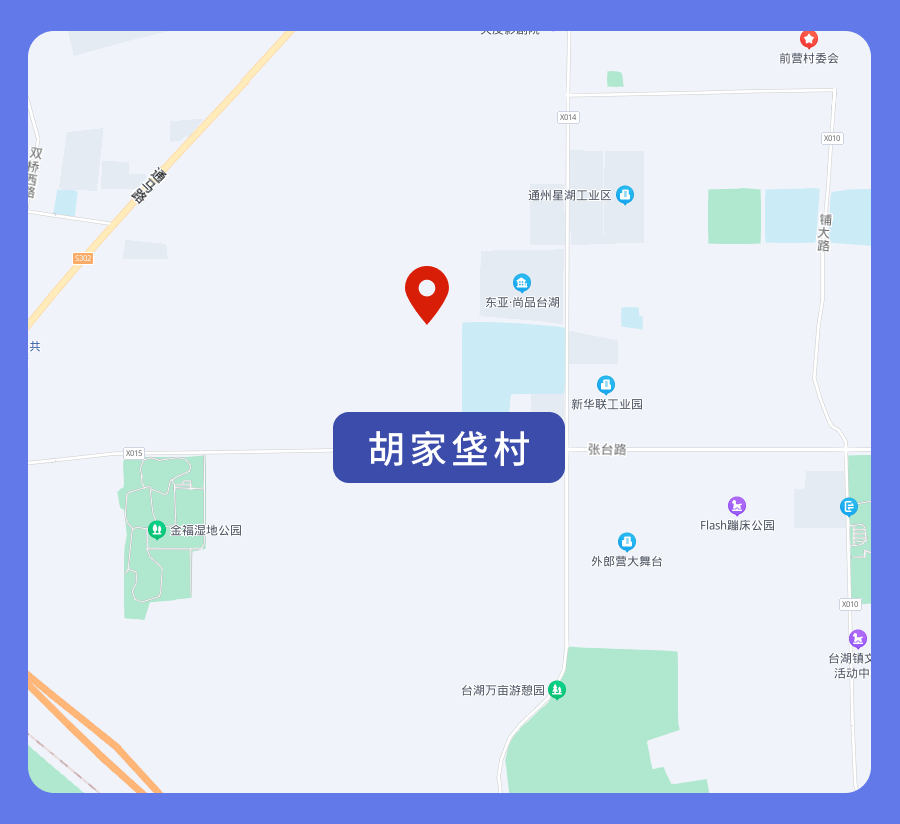 前营村委会
X014
X010
双桥西路
通马路
通州星湖工业区
铺大路
S302
东亚·尚品台湖
共
新华联工业园
胡家垡村
张台路
X015
金福湿地公园
Flash蹦床公园
外郎营大舞台
X010
台湖镇文
活动中
台湖万亩游憩园